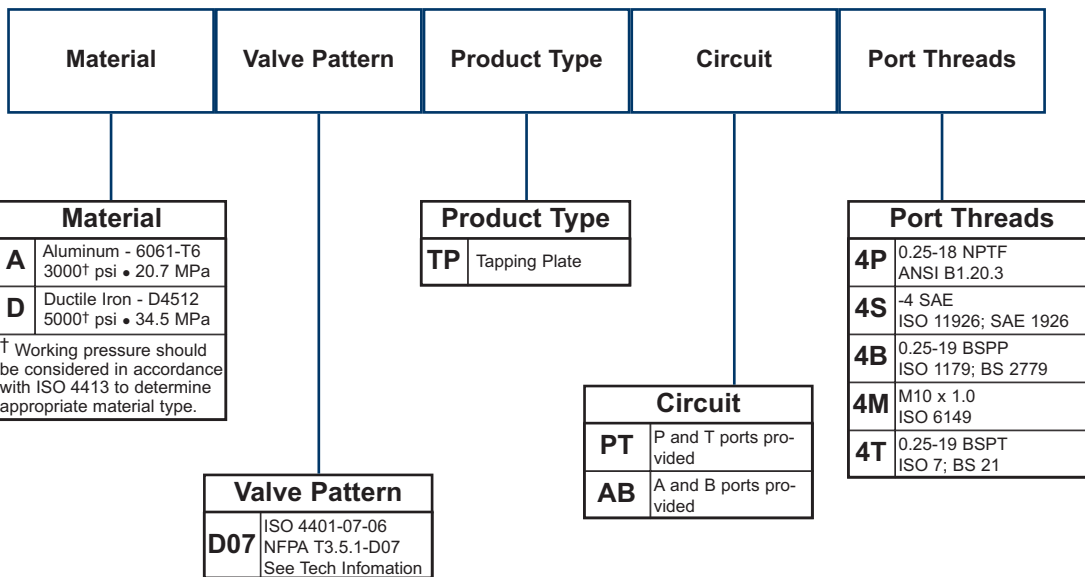 Material
Valve Pattern
Product Type
Circuit
Port Threads
Material
A
Aluminum - 6061-T6
3000† psi • 20.7 MPa
D
Ductile Iron - D4512
5000† psi • 34.5 MPa
† Working pressure should
be considered in accordance
with ISO 4413 to determine
appropriate material type.
Valve Pattern
D07
ISO 4401-07-06
NFPA T3.5.1-D07
See Tech Infomation
Product Type
TP
Tapping Plate
Circuit
PT
P and T ports pro-
vided
AB
A and B ports pro-
vided
Port Threads
4P
0.25-18 NPTF
ANSI B1.20.3
4S
-4 SAE
ISO 11926; SAE 1926
4B
0.25-19 BSPP
ISO 1179; BS 2779
4M
M10 x 1.0
ISO 6149
4T
0.25-19 BSPT
ISO 7; BS 21